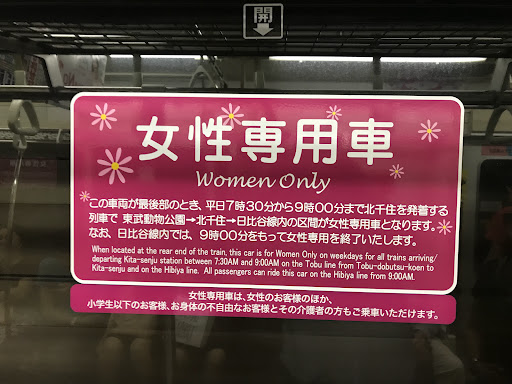 開
女性専用車
Women Only
この車両が最後部のとき、平日7時30分から9時00分まで北千住を発着する
列車で 東武動物公園→北千住→日比谷線内の区間が女性専用車となります。
なお、日比谷線内では、9時00分をもって女性専用を終了いたします。
When located at the rear end of the train, this car is for Women Only on weekdays for all trains arriving/
departing Kita-senju station between 7:30AM and 9:00AM on the Tobu line from Tobu-dobutsu-koen to
Kita-senju and on the Hibiya line. All passengers can ride this car on the Hibiya line from 9:00AM.
女性専用車は、女性のお客様のほか、
小学生以下のお客様、お身体の不自由なお客様とその介護者の方もご乗車いただけます。